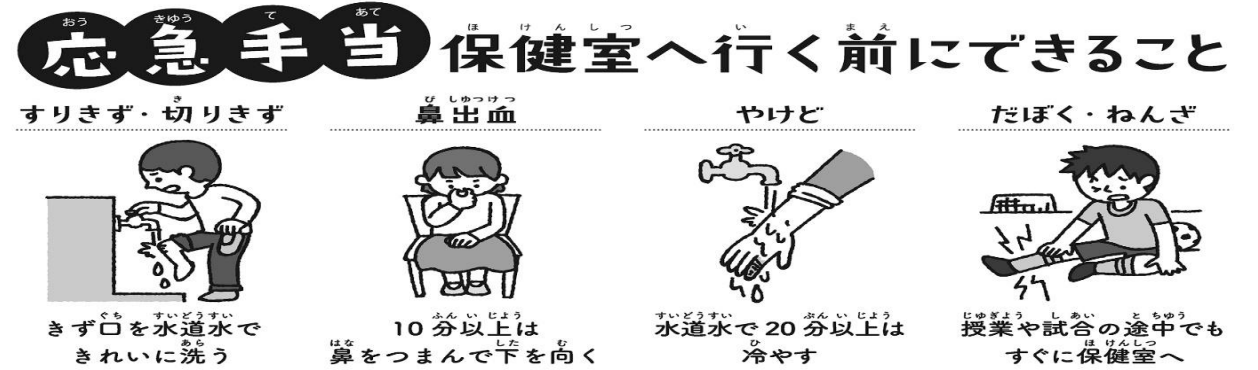 応急手当 保健室へ行く前にできること
すりきず・切りきず
きず口を水道水で
きれいに洗う
鼻出血
10分以上は
鼻をつまんで下を向く
やけど
水道水で20分以上は
冷やす
だぼく・ねんざ
授業や試合の途中でも
すぐに保健室へ